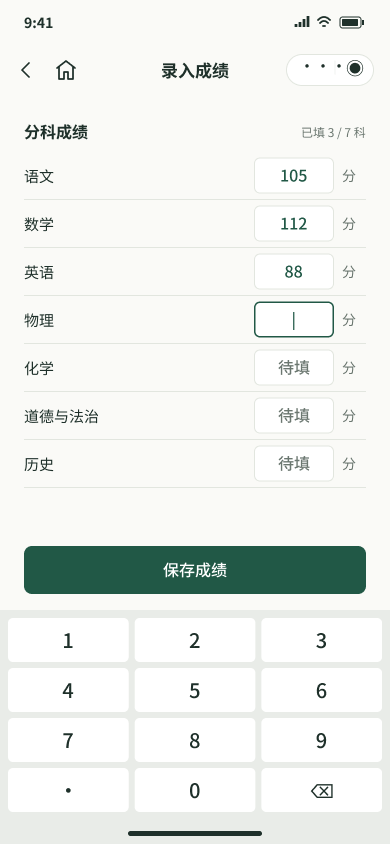 9:41
录入成绩
分科成绩
已填 3 / 7 科
语文 105 分
数学 112 分
英语 88 分
物理 分
化学 待填 分
道德与法治 待填 分
历史 待填 分
保存成绩
1 2 3
4 5 6
7 8 9
. 0